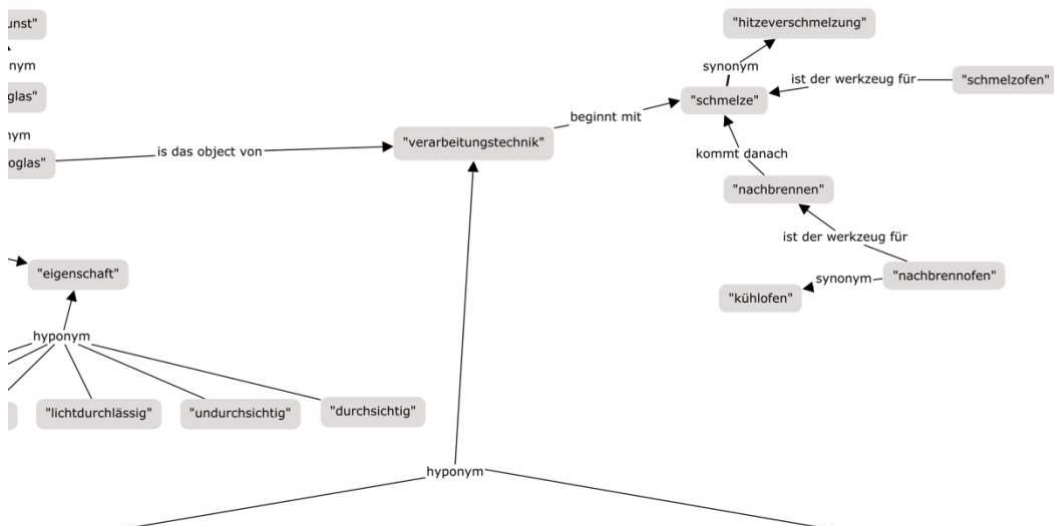 "hitzeverschmelzung"
synonym
ist der werkzeug für
"schmelzofen"
"schmelze"
beginnt mit
"verarbeitungstechnik"
is das object von
kommt danach
"nachbrennen"
ist der werkzeug für
"nachbrennofen"
synonym
"kühlofen"
"eigenschaft"
hyponym
"lichtdurchlässig"
"undurchsichtig"
"durchsichtig"
hyponym